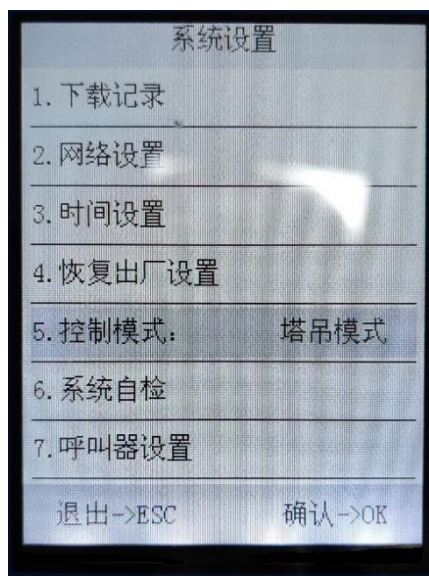 系统设置
1.下载记录
2.网络设置
3.时间设置
4.恢复出厂设置
5.控制模式： 塔吊模式
6.系统自检
7.呼叫器设置
退出->ESC 确认->OK